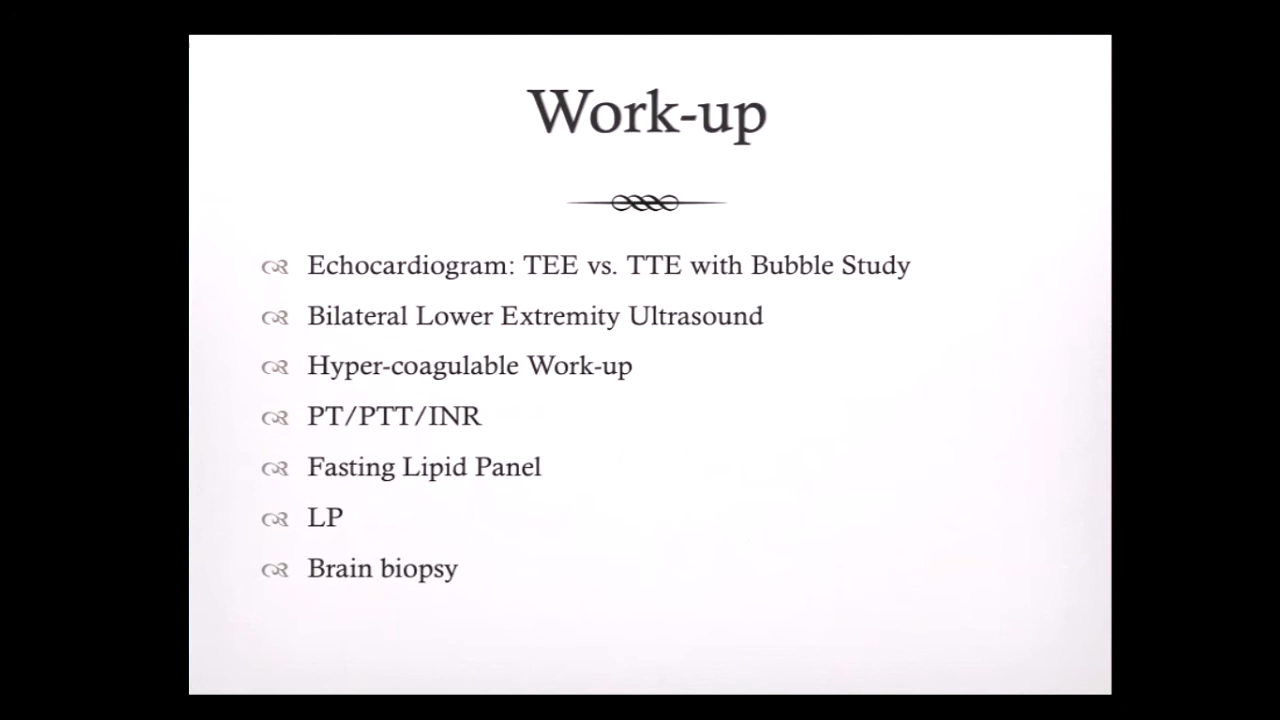 Work-up
Echocardiogram: TEE vs. TTE with Bubble Study
Bilateral Lower Extremity Ultrasound
Hyper-coagulable Work-up
PT/PTT/INR
Fasting Lipid Panel
LP
Brain biopsy